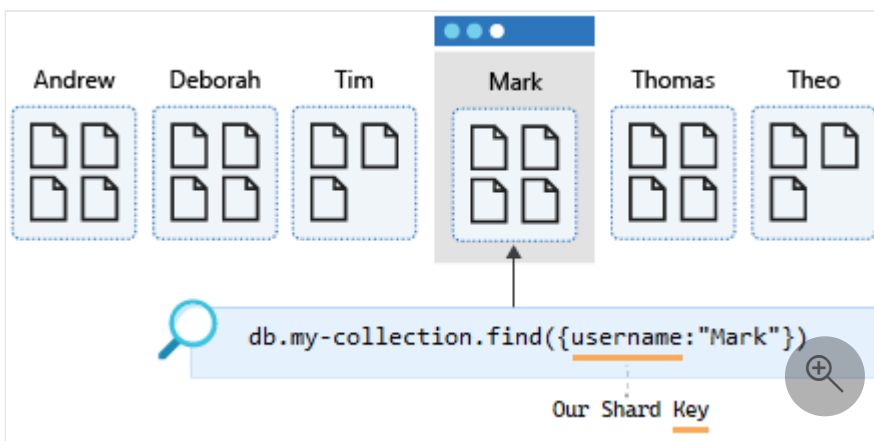 Andrew Deborah Tim Mark Thomas Theo
db.my-collection.find({username:"Mark"})
Our Shard Key